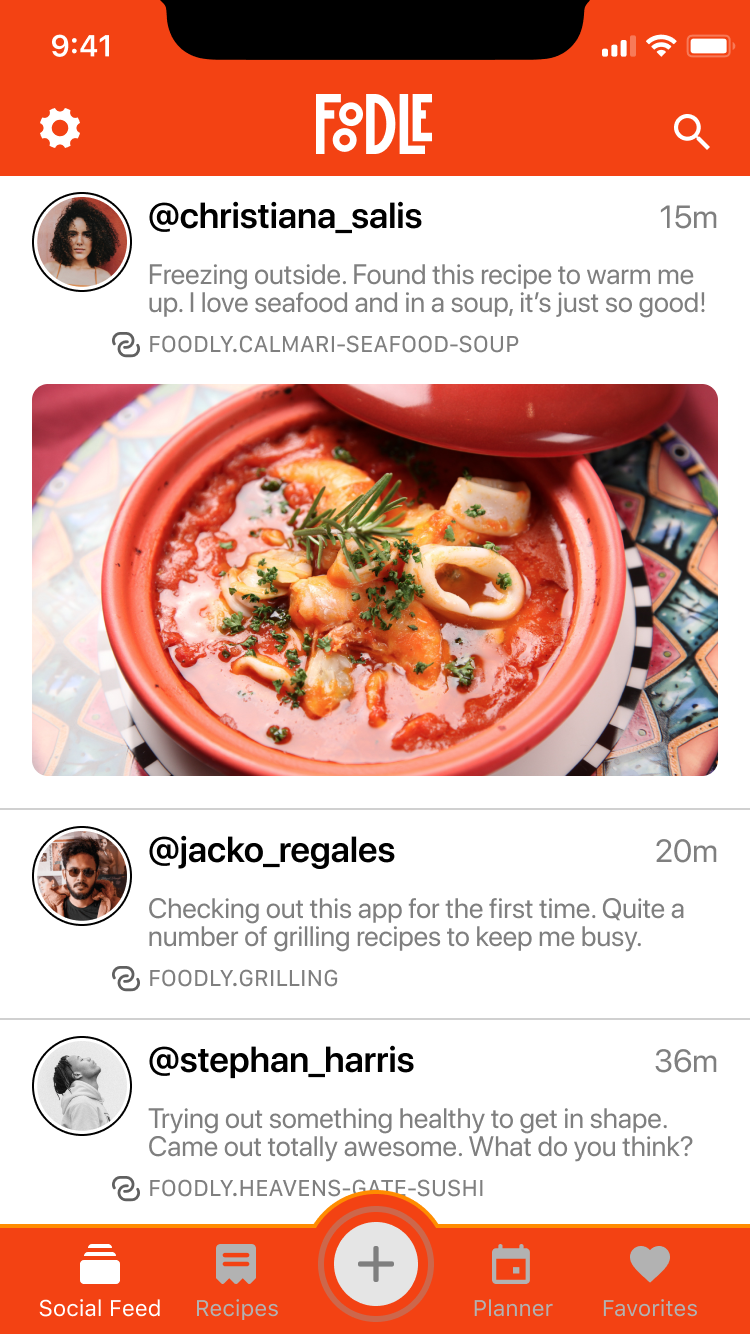 9:41
FOODLE
@christiana_salis 15m
Freezing outside. Found this recipe to warm me
up. I love seafood and in a soup, it’s just so good!
FOODLY.CALMARI-SEAFOOD-SOUP
@jacko_regales 20m
Checking out this app for the first time. Quite a
number of grilling recipes to keep me busy.
FOODLY.GRILLING
@stephan_harris 36m
Trying out something healthy to get in shape.
Came out totally awesome. What do you think?
FOODLY.HEAVENS-GATE-SUSHI
Social Feed Recipes Planner Favorites